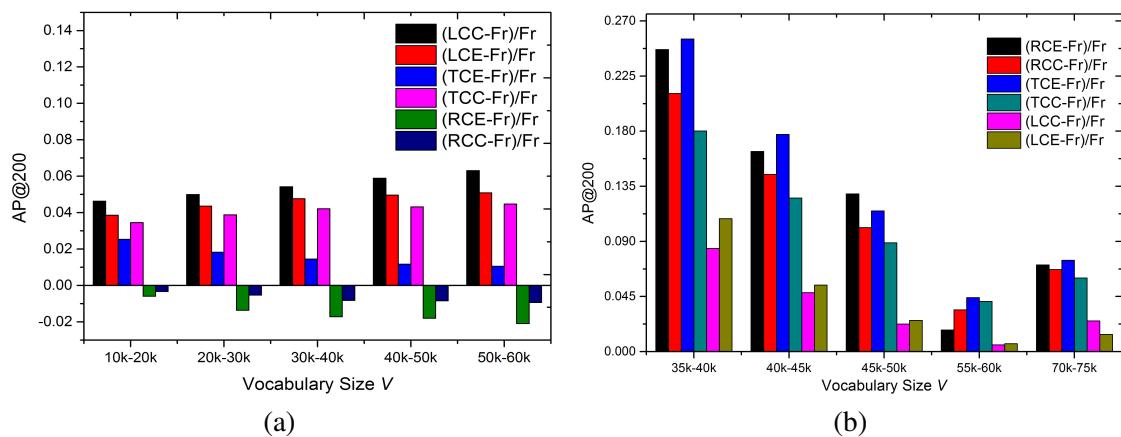 0.14
0.12
0.10
0.08
0.06
0.04
0.02
0.00
-0.02
AP@200
(LCC-Fr)/Fr
(LCE-Fr)/Fr
(TCE-Fr)/Fr
(TCC-Fr)/Fr
(RCE-Fr)/Fr
(RCC-Fr)/Fr
10k-20k 20k-30k 30k-40k 40k-50k 50k-60k
Vocabulary Size V
(a)
0.270
0.225
0.180
0.135
0.090
0.045
0.000
AP@200
(RCE-Fr)/Fr
(RCC-Fr)/Fr
(TCE-Fr)/Fr
(TCC-Fr)/Fr
(LCC-Fr)/Fr
(LCE-Fr)/Fr
35k-40k 40k-45k 45k-50k 55k-60k 70k-75k
Vocabulary Size V
(b)